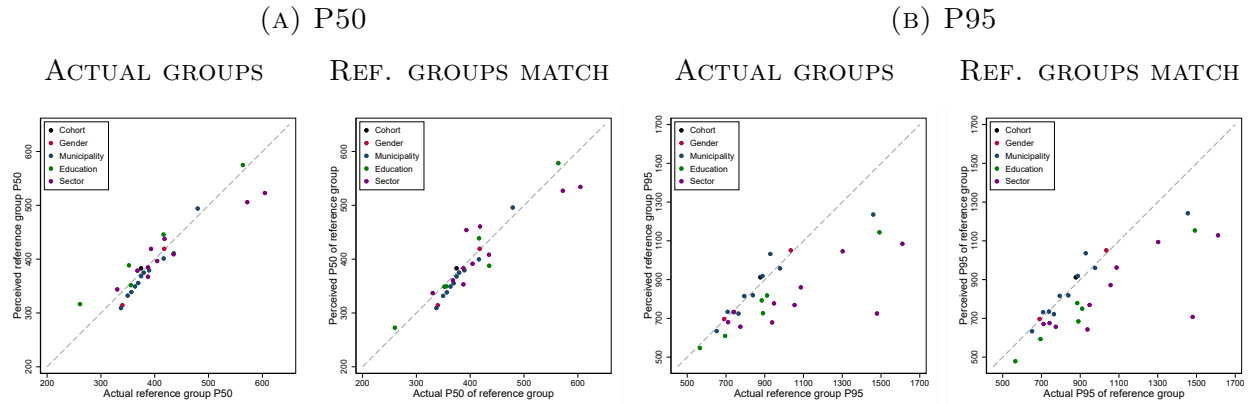 (A) P50
(B) P95
ACTUAL GROUPS
REF. GROUPS MATCH
ACTUAL GROUPS
REF. GROUPS MATCH
Cohort
Gender
Municipality
Education
Sector
Perceived reference group P50
200 300 400 500 600
200 300 400 500 600
Actual reference group P50
Cohort
Gender
Municipality
Education
Sector
Perceived P50 of reference group
200 300 400 500 600
200 300 400 500 600
Actual P50 of reference group
Cohort
Gender
Municipality
Education
Sector
Perceived reference group P95
500 700 900 1100 1300 1500 1700
500 700 900 1100 1300 1500 1700
Actual reference group P95
Cohort
Gender
Municipality
Education
Sector
Perceived P95 of reference group
500 700 900 1100 1300 1500 1700
500 700 900 1100 1300 1500 1700
Actual P95 of reference group